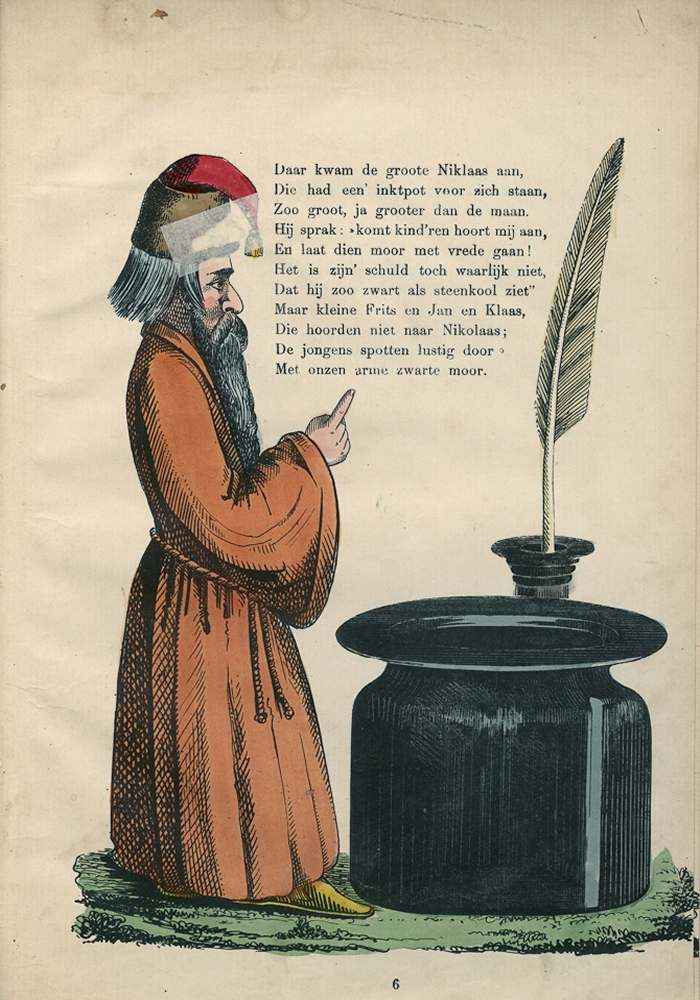 Daar kwam de groote Niklaas aan,
Die had een' inktpot voor zich staan,
Zoo groot, ja grooter dan de maan.
Hij sprak: »komt kind'ren hoort mij aan,
En laat dien moor met vrede gaan!
Het is zijn' schuld toch waarlijk niet,
Dat hij zoo zwart als steenkool ziet"
Maar kleine Frits en Jan en Klaas,
Die hoorden niet naar Nikolaas;
De jongens spotten lustig door
Met onzen arme zwarte moor.
6